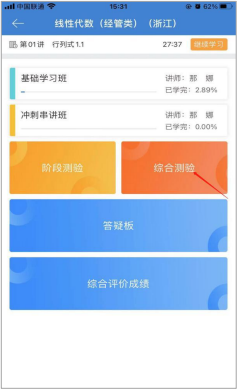 中国联通 15:31 62%
线性代数（经管类）（浙江）
第01讲 行列式1.1 27:37 继续学习
基础学习班 讲师：那 娜
已学完：2.89%
冲刺串讲班 讲师：那 娜
已学完：0.00%
阶段测验 综合测验
答疑板
综合评价成绩